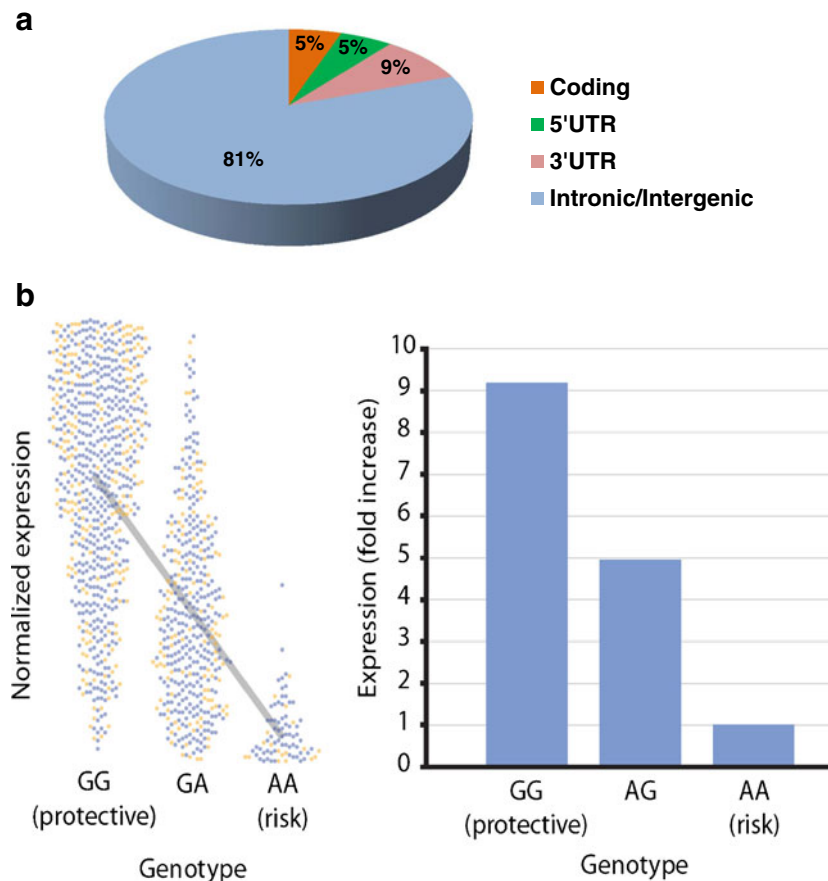 a
5%
5%
9%
81%
Coding
5'UTR
3'UTR
Intronic/Intergenic
b
Normalized expression
GG
(protective)
GA
AA
(risk)
Genotype
Expression (fold increase)
10
9
8
7
6
5
4
3
2
1
0
GG
(protective)
AG
AA
(risk)
Genotype